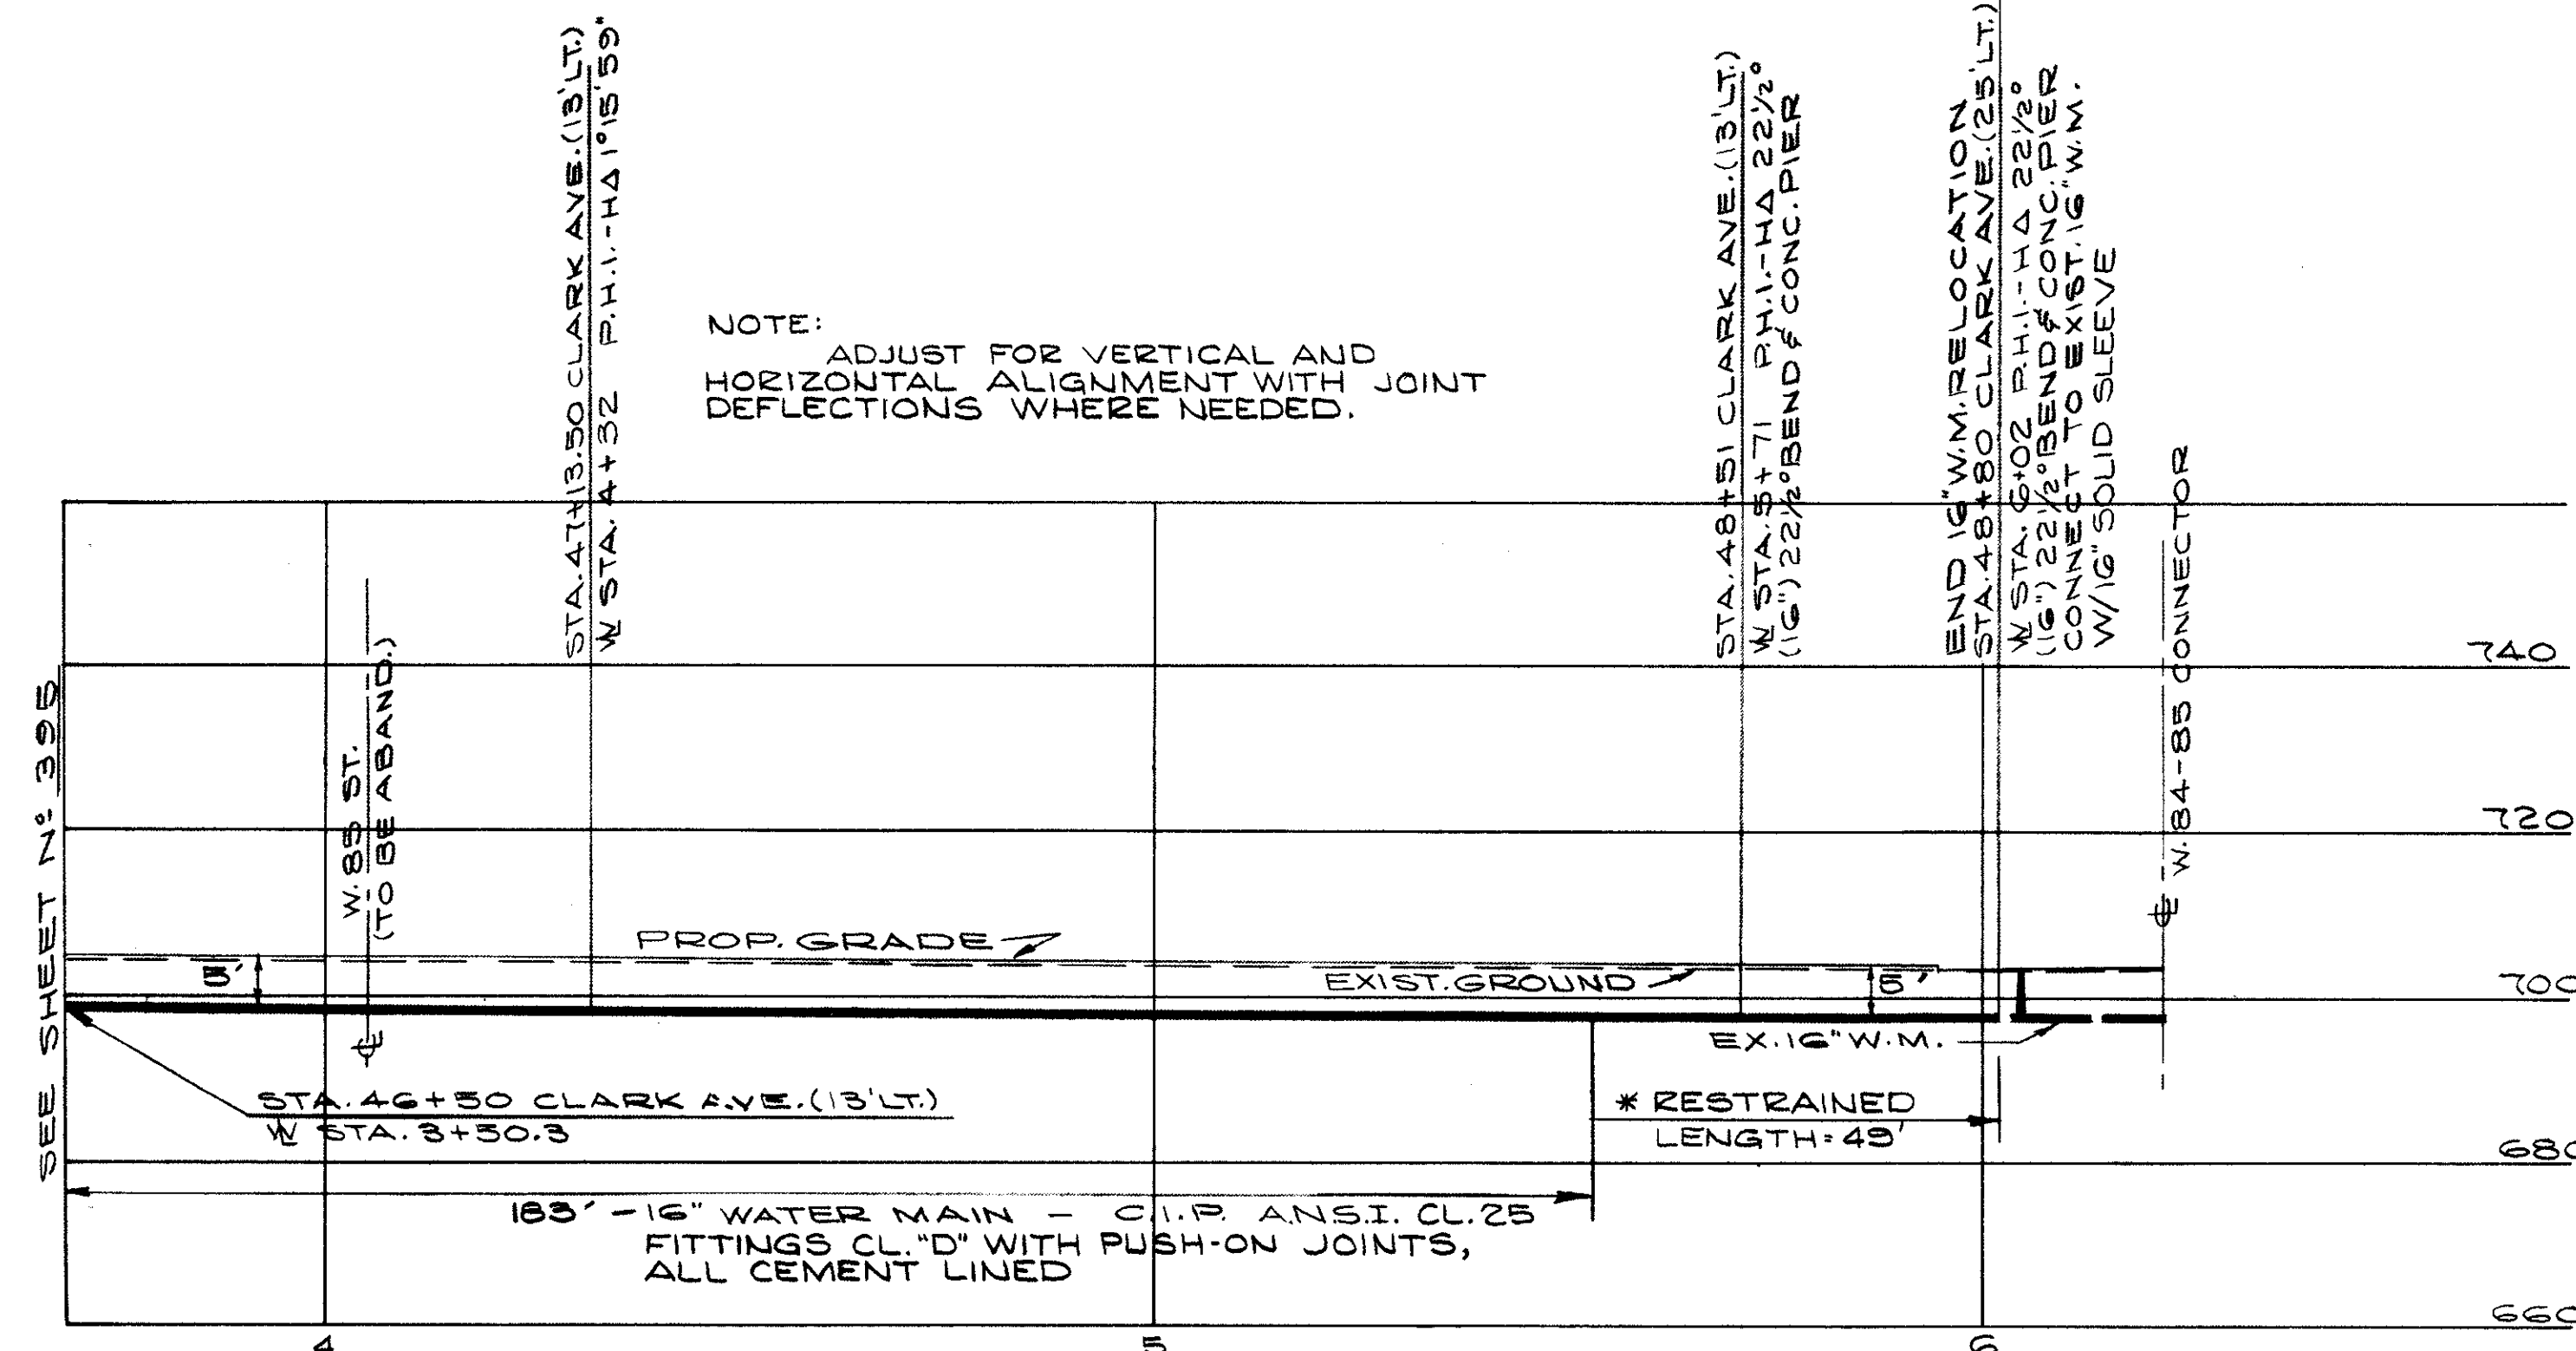 STA. 47+13.50 CLARK AVE. (13' LT.)
W STA. 4+32 P.H.I.-HΔ 1°15'59"
NOTE:
ADJUST FOR VERTICAL AND
HORIZONTAL ALIGNMENT WITH JOINT
DEFLECTIONS WHERE NEEDED.
STA. 48+51 CLARK AVE. (13' LT.)
W STA. 5+71 P.H.I.-HΔ 22½°
(16") 22½° BEND & CONC. PIER
END 16" W.M. RELOCATION
STA. 48+80 CLARK AVE. (25' LT.)
W STA. 6+02 P.H.I.-HΔ 22½°
(16") 22½° BEND & CONC. PIER
CONNECT TO EXIST. 16" W.M.
W/16" SOLID SLEEVE
℄ W. 84-85 CONNECTOR
SEE SHEET Nº 395
W. 85 ST.
(TO BE ABAND.)
℄
740
720
700
680
660
PROP. GRADE
5'
EXIST. GROUND
5'
EX. 16" W.M.
STA. 46+50 CLARK AVE. (13' LT.)
W STA. 3+50.3
* RESTRAINED
LENGTH = 49'
183' - 16" WATER MAIN - C.I.P. A.N.S.I. CL. 25
FITTINGS CL. "D" WITH PUSH-ON JOINTS,
ALL CEMENT LINED
4
5
6